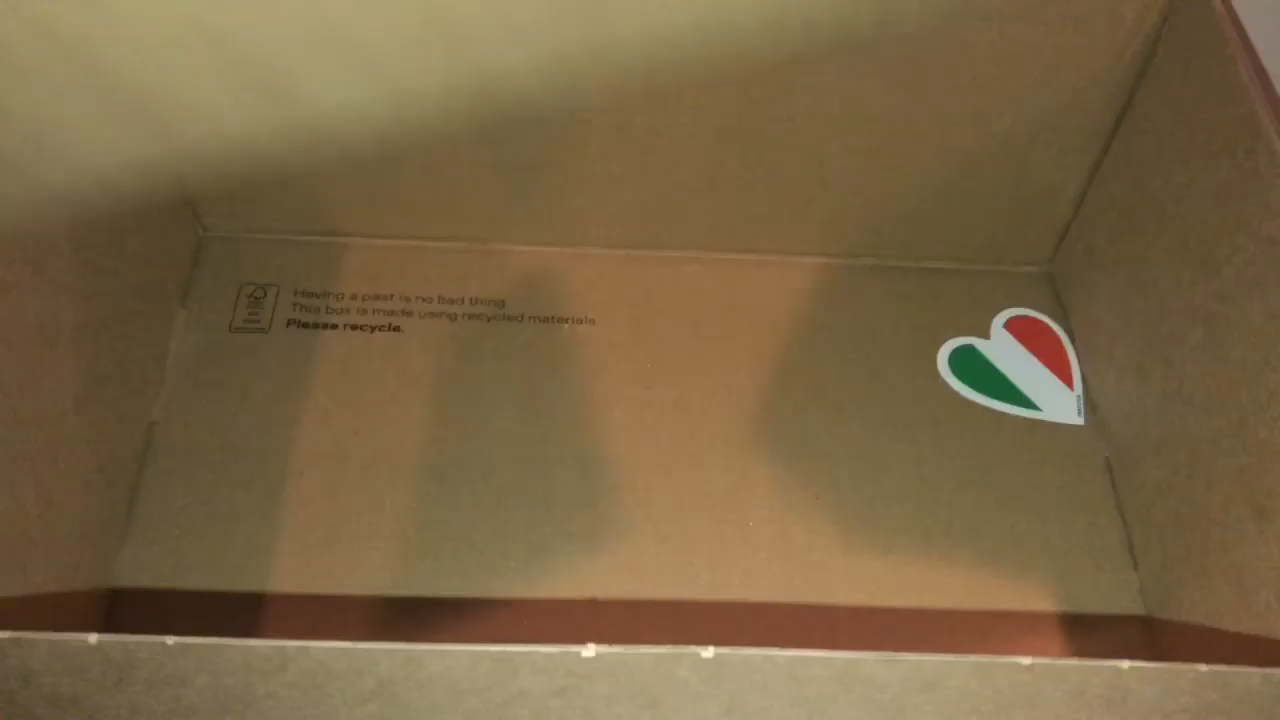 Having a past is no bad thing
This box is made using recycled materials.
Please recycle.